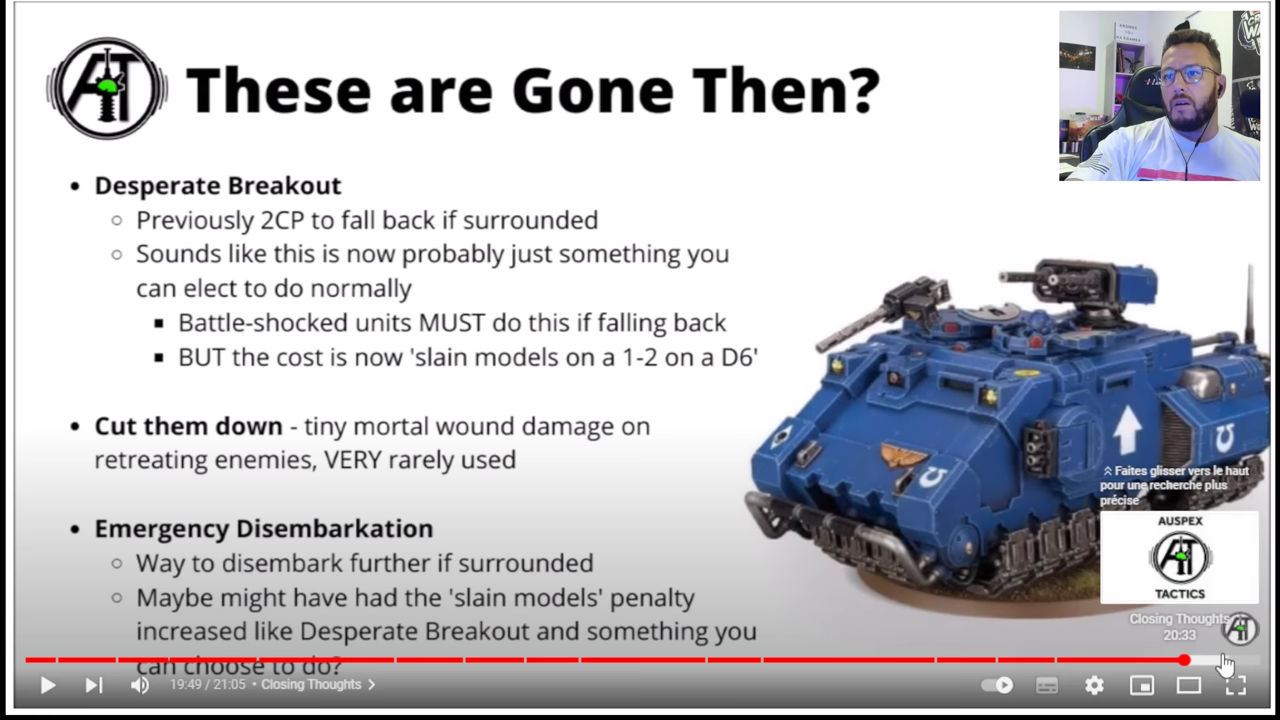 These are Gone Then?
• Desperate Breakout
○ Previously 2CP to fall back if surrounded
○ Sounds like this is now probably just something you
can elect to do normally
▪ Battle-shocked units MUST do this if falling back
▪ BUT the cost is now 'slain models on a 1-2 on a D6'
• Cut them down - tiny mortal wound damage on
retreating enemies, VERY rarely used
• Emergency Disembarkation
○ Way to disembark further if surrounded
○ Maybe might have had the 'slain models' penalty
increased like Desperate Breakout and something you
can choose to do?
Faites glisser vers le haut
pour une recherche plus
précise
AUSPEX
AT
TACTICS
Closing Thoughts
20:33
19:49 / 21:05 • Closing Thoughts